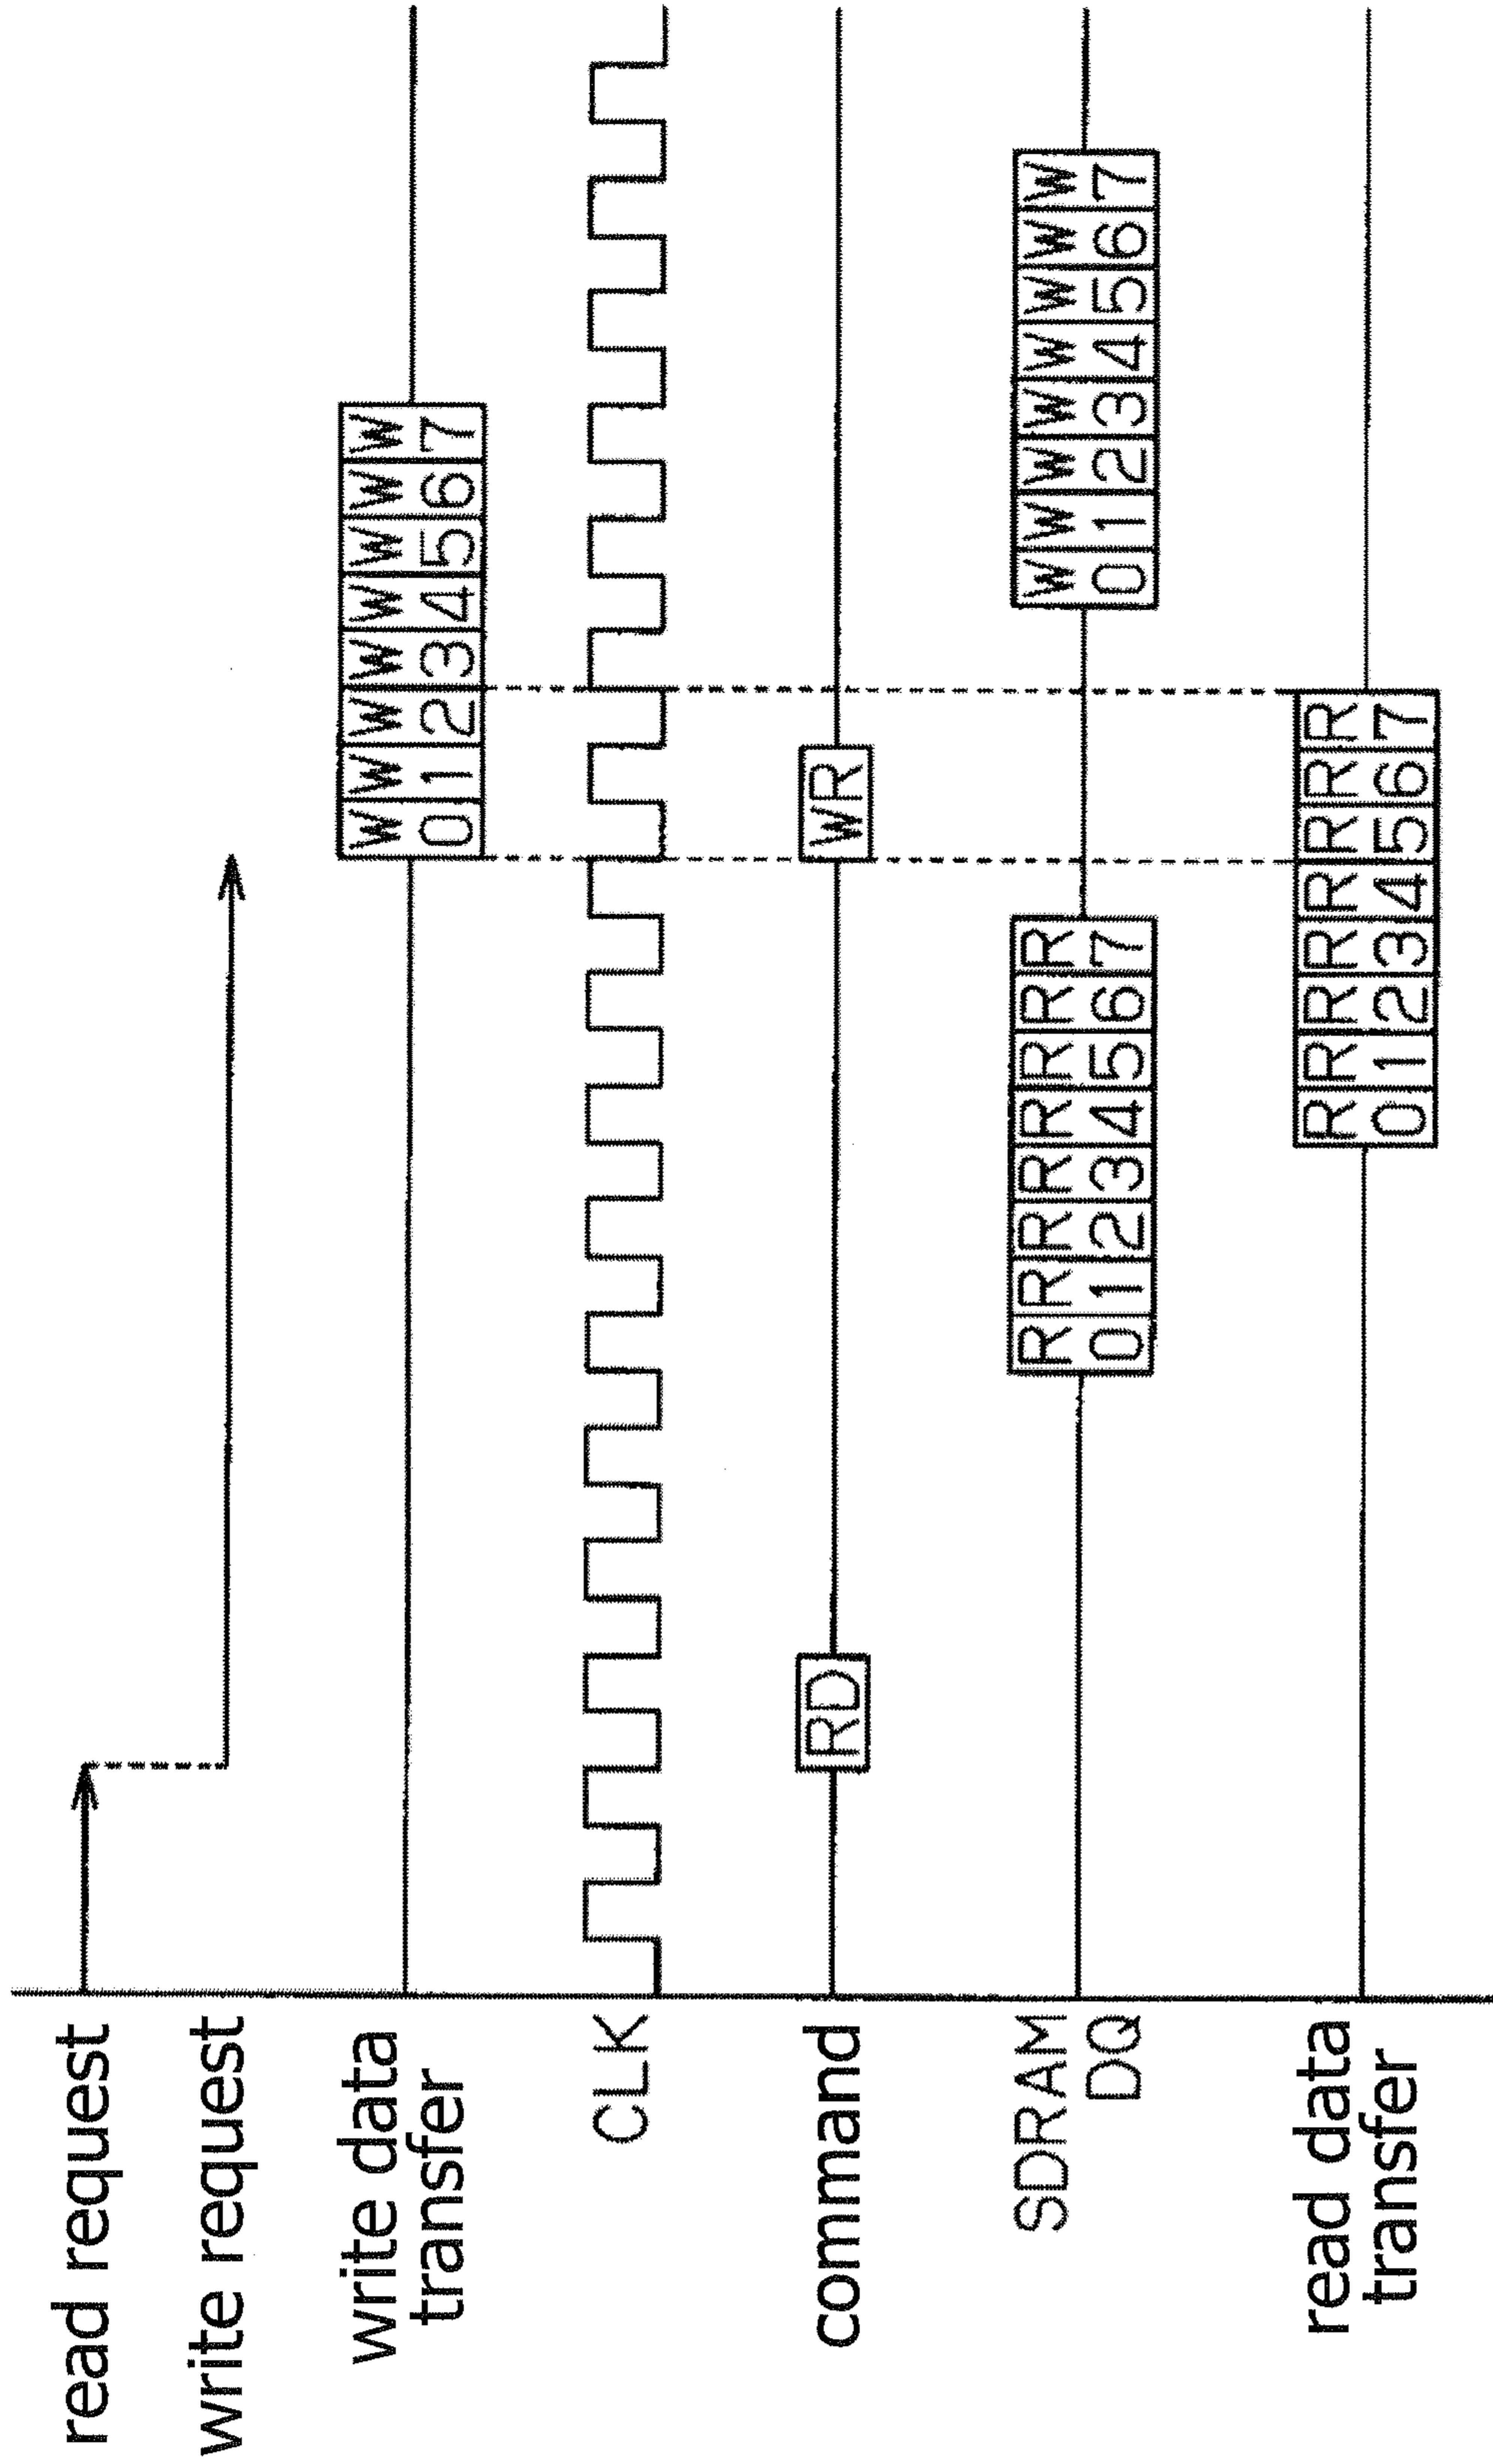 read request
write request
write data
transfer
W W W W W W W W
0 1 2 3 4 5 6 7
CLK
command
RD
WR
SDRAM
DQ
R R R R R R R R
0 1 2 3 4 5 6 7
W W W W W W W W
0 1 2 3 4 5 6 7
read data
transfer
R R R R R R R R
0 1 2 3 4 5 6 7